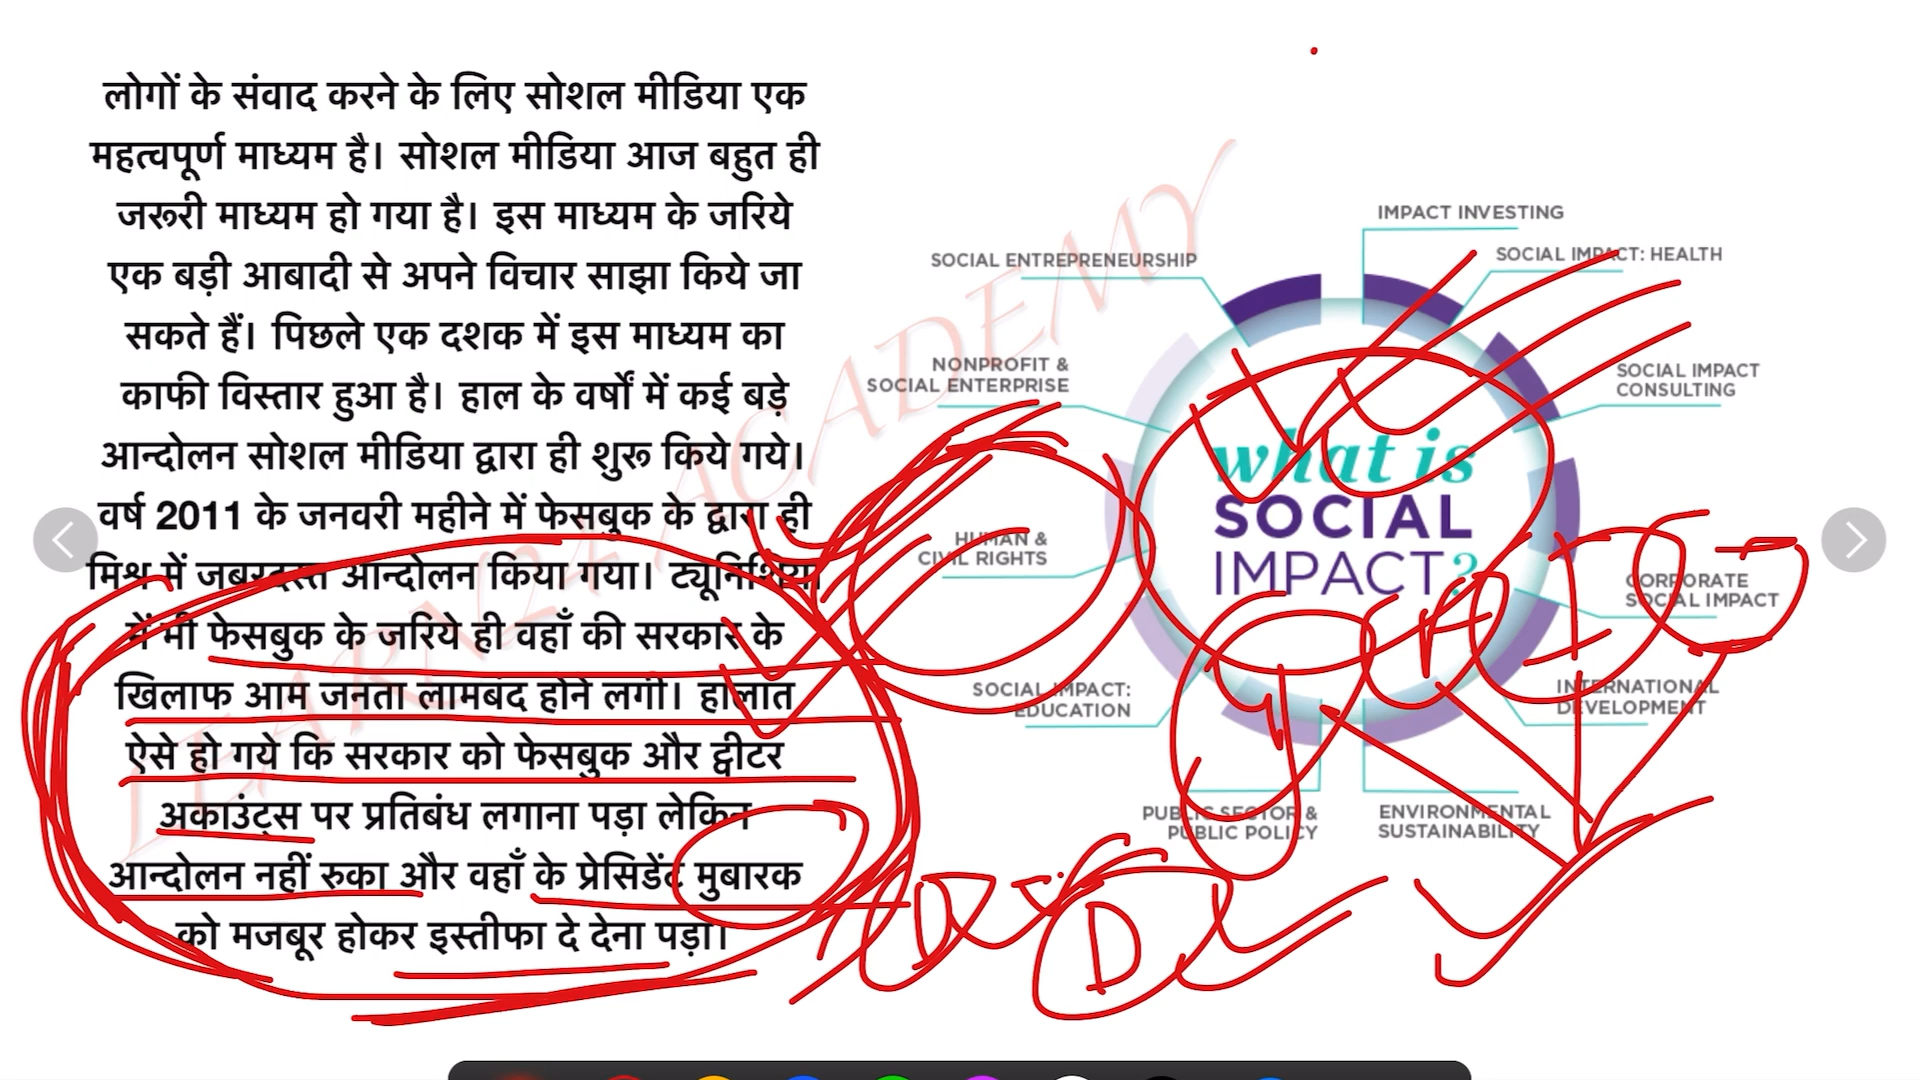 लोगों के संवाद करने के लिए सोशल मीडिया एक
महत्वपूर्ण माध्यम है। सोशल मीडिया आज बहुत ही
जरूरी माध्यम हो गया है। इस माध्यम के जरिये
एक बड़ी आबादी से अपने विचार साझा किये जा
सकते हैं। पिछले एक दशक में इस माध्यम का
काफी विस्तार हुआ है। हाल के वर्षों में कई बड़े
आन्दोलन सोशल मीडिया द्वारा ही शुरू किये गये।
वर्ष 2011 के जनवरी महीने में फेसबुक के द्वारा ही
मिश्र में जबरदस्त आन्दोलन किया गया। ट्यूनिशिया
में भी फेसबुक के जरिये ही वहाँ की सरकार के
खिलाफ आम जनता लामबंद होने लगी। हालात
ऐसे हो गये कि सरकार को फेसबुक और ट्वीटर
अकाउंट्स पर प्रतिबंध लगाना पड़ा लेकिन
आन्दोलन नहीं रुका और वहाँ के प्रेसिडेंट मुबारक
को मजबूर होकर इस्तीफा दे देना पड़ा।
LEARN24 ACADEMY
IMPACT INVESTING
SOCIAL IMPACT: HEALTH
SOCIAL ENTREPRENEURSHIP
NONPROFIT &
SOCIAL ENTERPRISE
SOCIAL IMPACT
CONSULTING
what is
SOCIAL
IMPACT?
HUMAN &
CIVIL RIGHTS
CORPORATE
SOCIAL IMPACT
SOCIAL IMPACT:
EDUCATION
INTERNATIONAL
DEVELOPMENT
PUBLIC SECTOR &
PUBLIC POLICY
ENVIRONMENTAL
SUSTAINABILITY
D
D